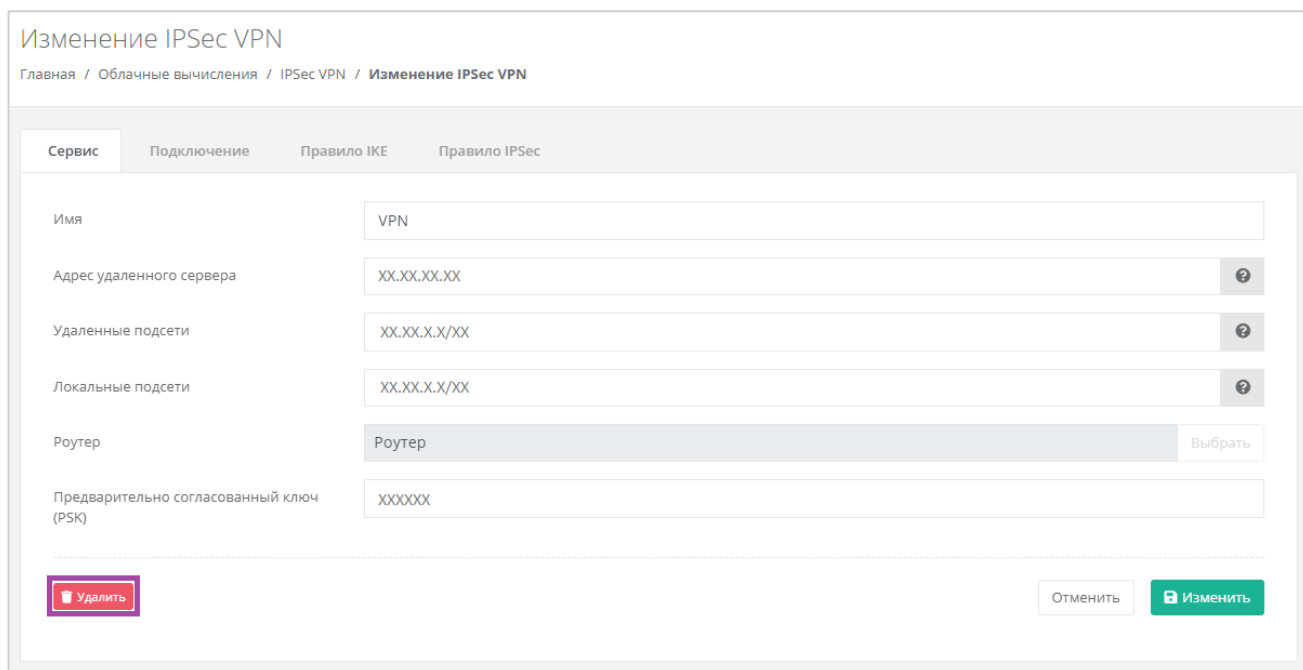 Изменение IPSec VPN
Главная / Облачные вычисления / IPSec VPN / Изменение IPSec VPN
Сервис Подключение Правило IKE Правило IPSec
Имя VPN
Адрес удаленного сервера XX.XX.XX.XX
Удаленные подсети XX.XX.X.X/XX
Локальные подсети XX.XX.X.X/XX
Роутер Роутер Выбрать
Предварительно согласованный ключ
(PSK) XXXXXX
Удалить Отменить Изменить